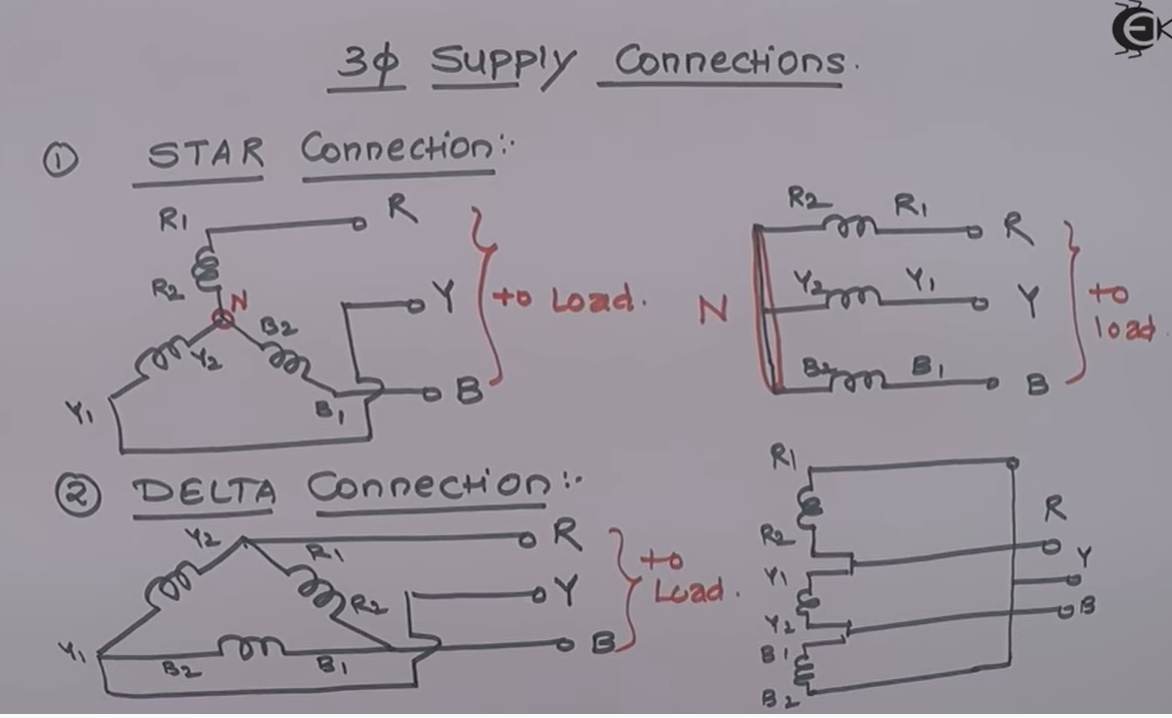 3φ Supply Connections.
① STAR Connection:-
R1 R
R2 N
Y2 B2
Y1 B1
Y
B
to Load.
R2 R1 R
N Y2 Y1 Y
B2 B1 B
to
load
② DELTA Connection:-
Y2 R1 R
R2 Y
Y1 B2 B1 B
to
Load.
R1
R2 R
Y1 Y
Y2 B
B1
B2
EK